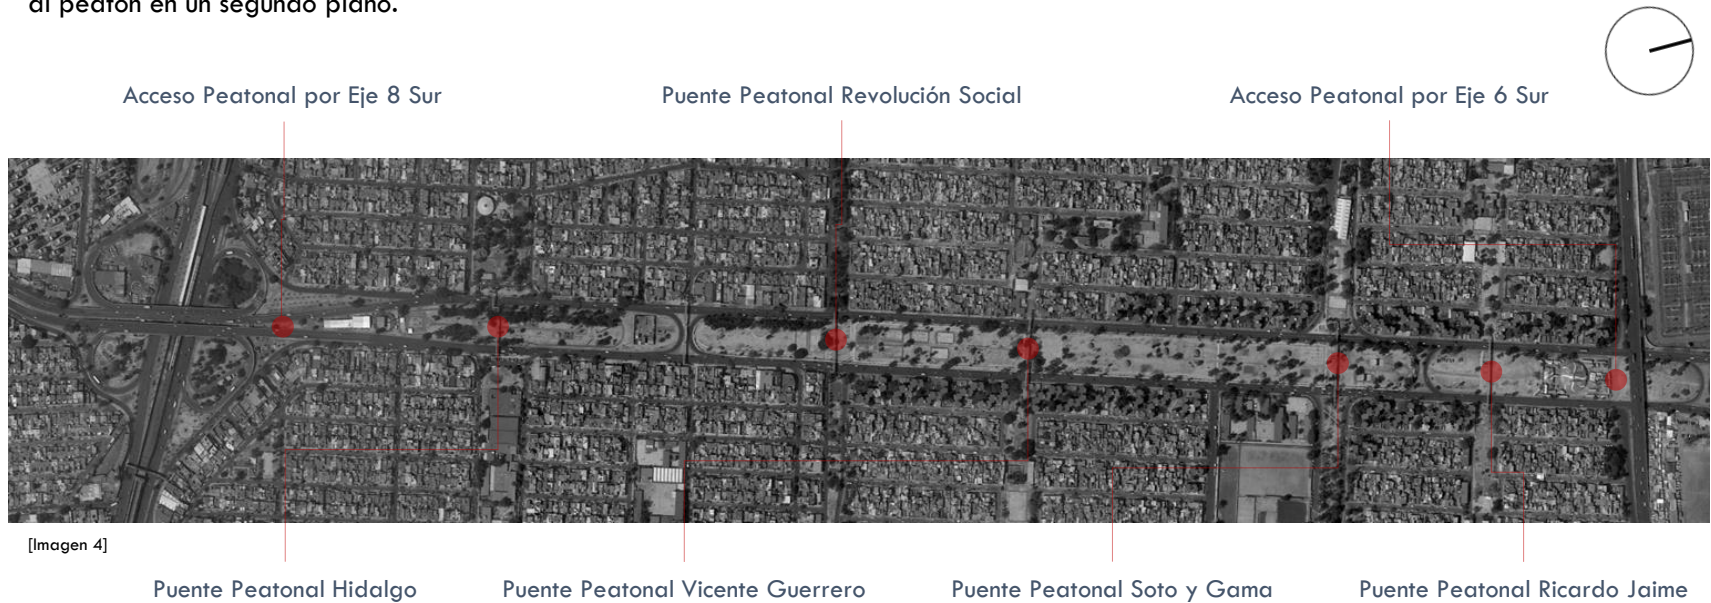 al peatón en un segundo plano.
Acceso Peatonal por Eje 8 Sur
Puente Peatonal Revolución Social
Acceso Peatonal por Eje 6 Sur
[Imagen 4]
Puente Peatonal Hidalgo
Puente Peatonal Vicente Guerrero
Puente Peatonal Soto y Gama
Puente Peatonal Ricardo Jaime